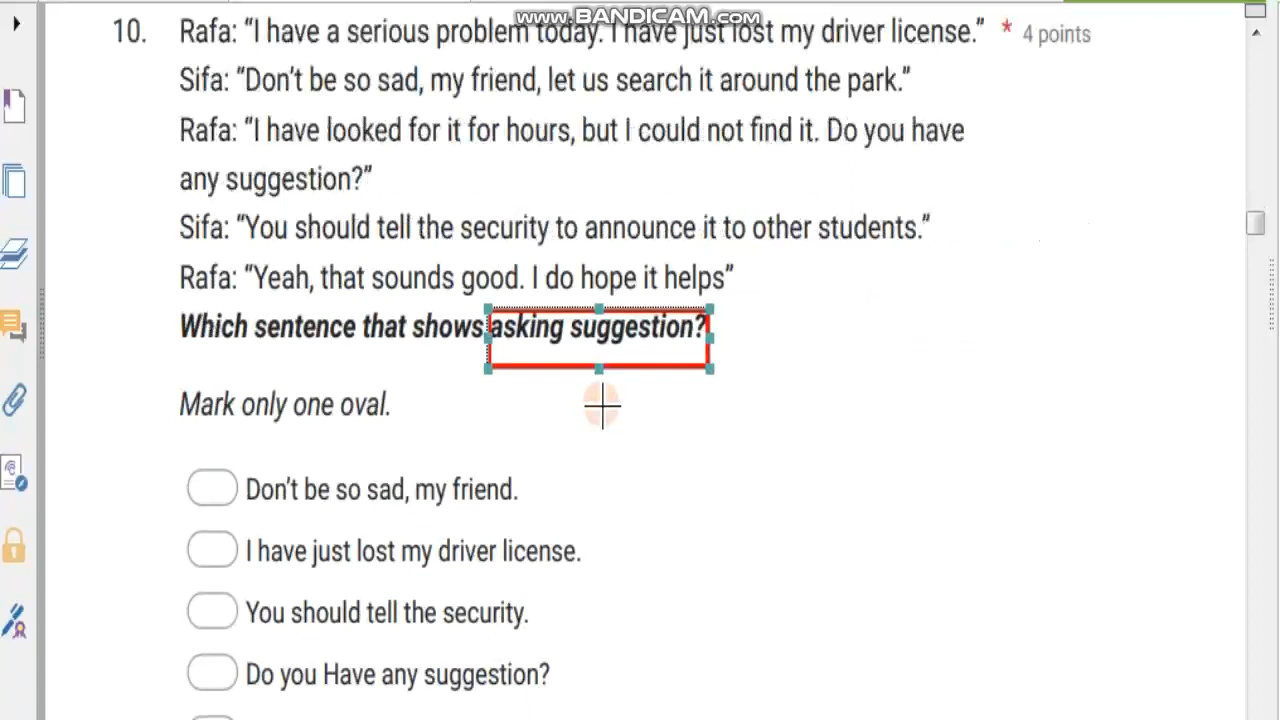 www.BANDICAM.com
10. Rafa: “I have a serious problem today. I have just lost my driver license.” * 4 points
Sifa: “Don’t be so sad, my friend, let us search it around the park.”
Rafa: “I have looked for it for hours, but I could not find it. Do you have
any suggestion?”
Sifa: “You should tell the security to announce it to other students.”
Rafa: “Yeah, that sounds good. I do hope it helps”
Which sentence that shows asking suggestion?
Mark only one oval.
Don’t be so sad, my friend.
I have just lost my driver license.
You should tell the security.
Do you Have any suggestion?